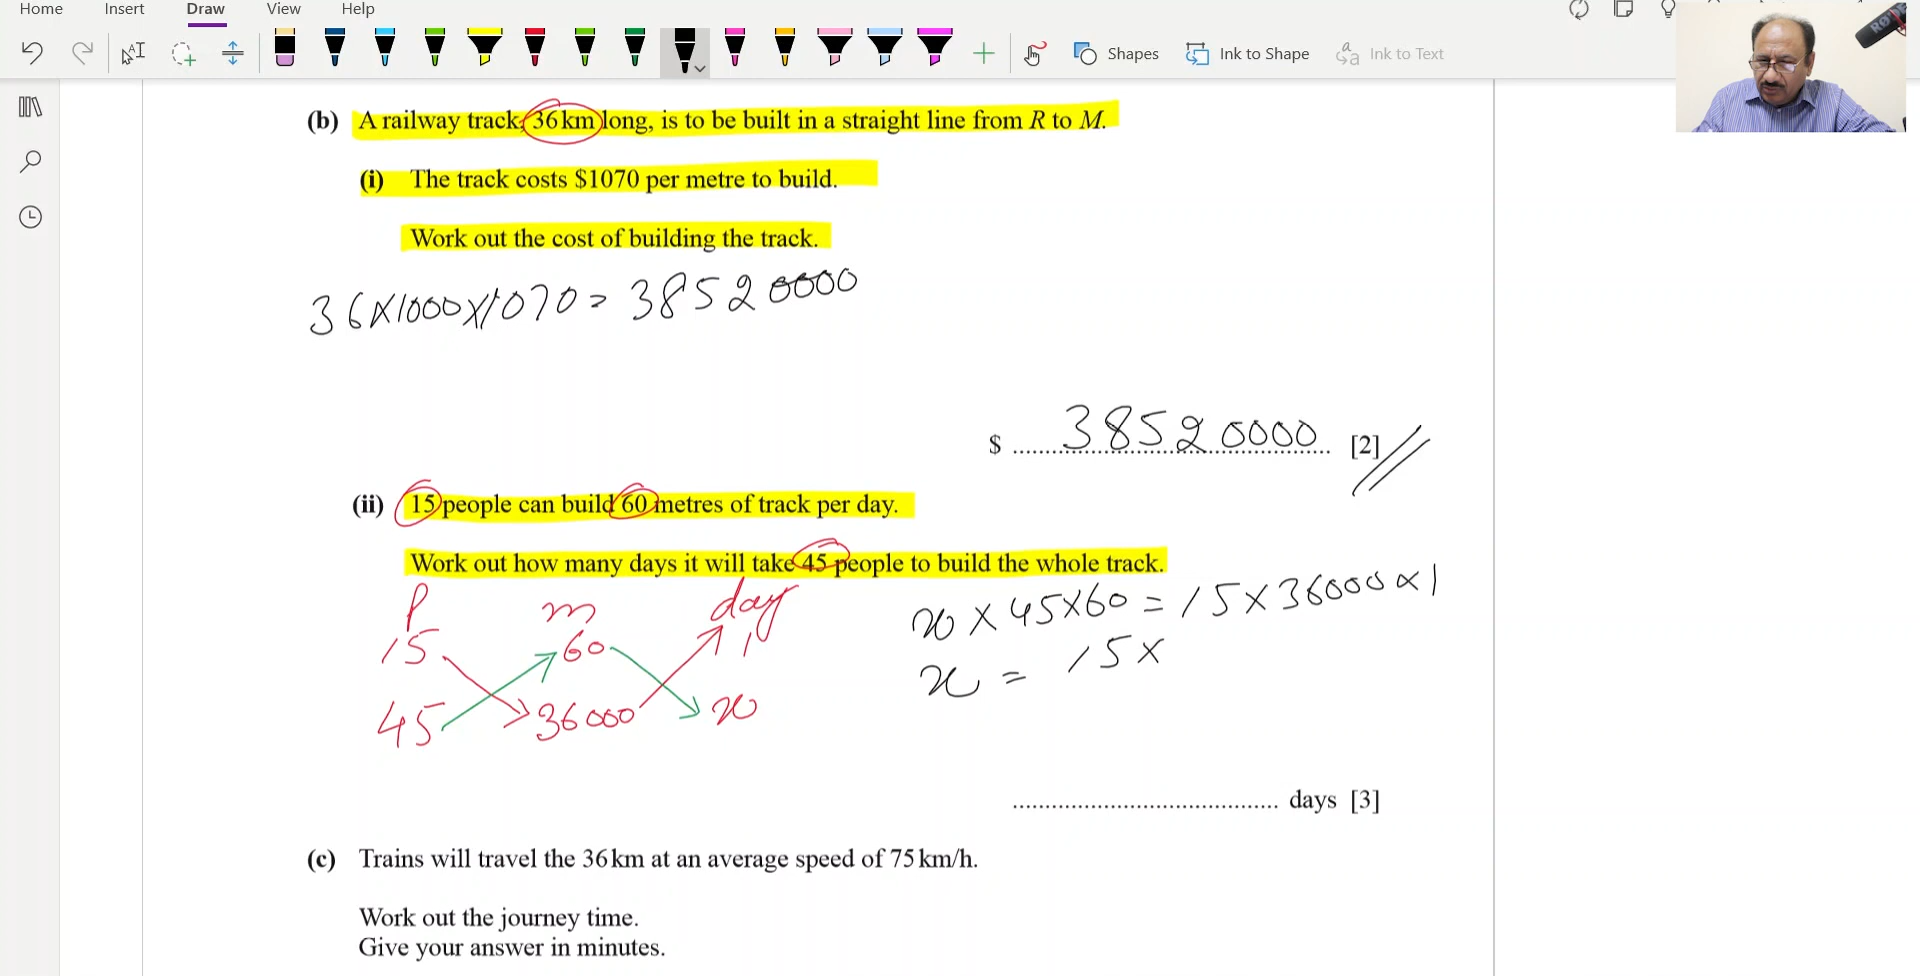 Home Insert Draw View Help
Shapes Ink to Shape Ink to Text
(b) A railway track, 36 km long, is to be built in a straight line from R to M.
(i) The track costs $1070 per metre to build.
Work out the cost of building the track.
36×1000×1070= 38520000
$ ........ 38520000 ........ [2]
(ii) 15 people can build 60 metres of track per day.
Work out how many days it will take 45 people to build the whole track.
P m day
15 60 1
45 36000 x
x × 45×60 = 15×36000×1
x = 15×
........................................ days [3]
(c) Trains will travel the 36 km at an average speed of 75 km/h.
Work out the journey time.
Give your answer in minutes.